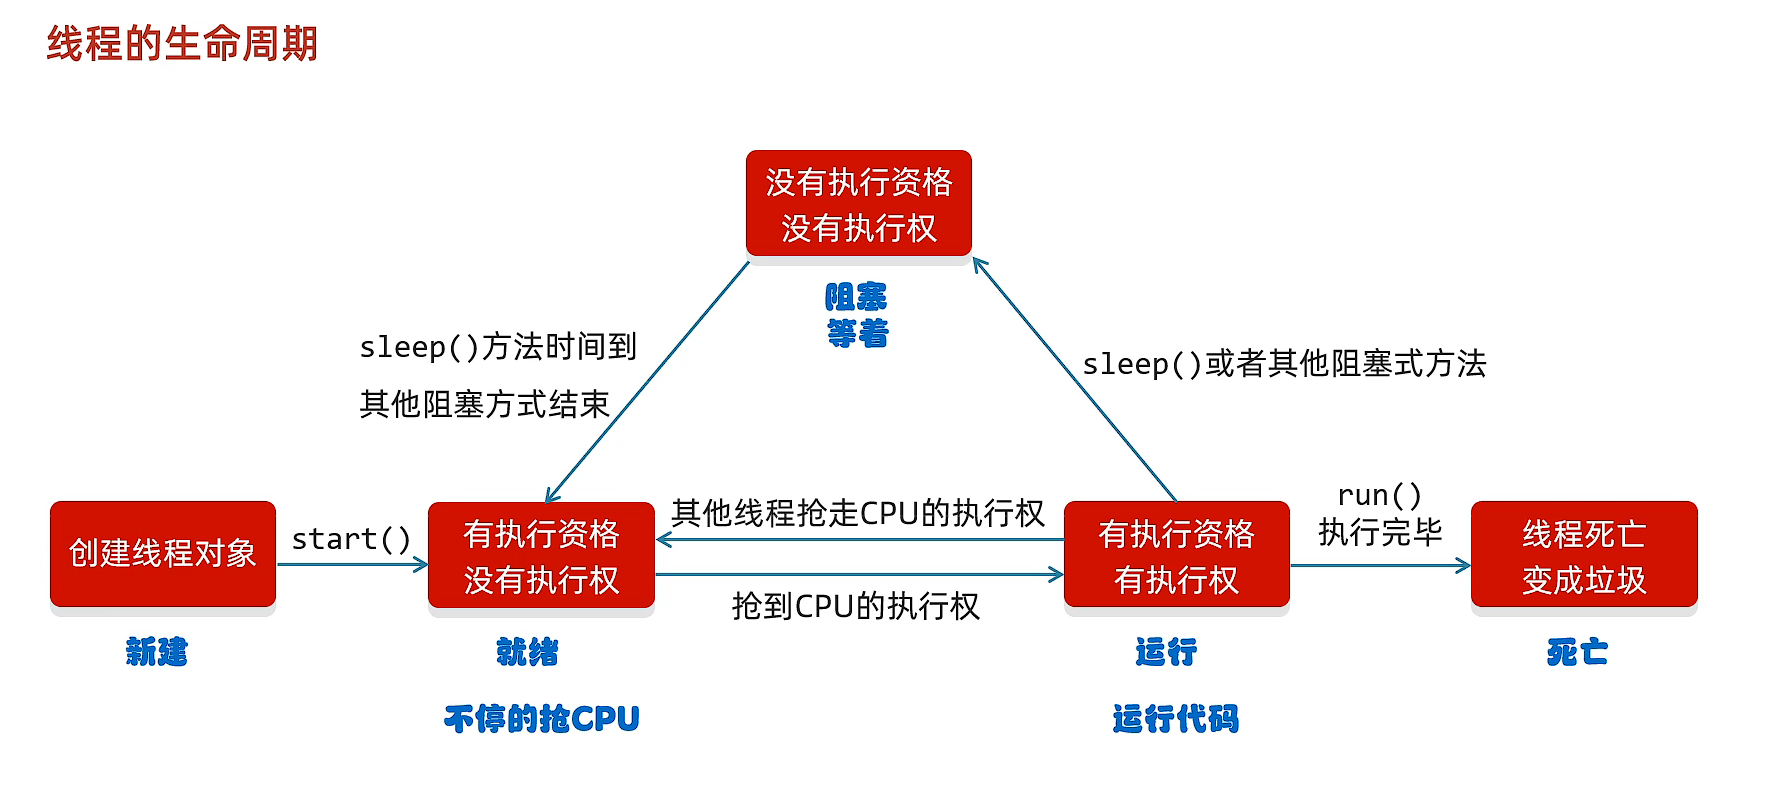 线程的生命周期
没有执行资格
没有执行权
阻塞
等着
sleep()方法时间到
其他阻塞方式结束
sleep()或者其他阻塞式方法
创建线程对象
新建
start()
有执行资格
没有执行权
就绪
不停的抢CPU
其他线程抢走CPU的执行权
抢到CPU的执行权
有执行资格
有执行权
运行
运行代码
run()
执行完毕
线程死亡
变成垃圾
死亡